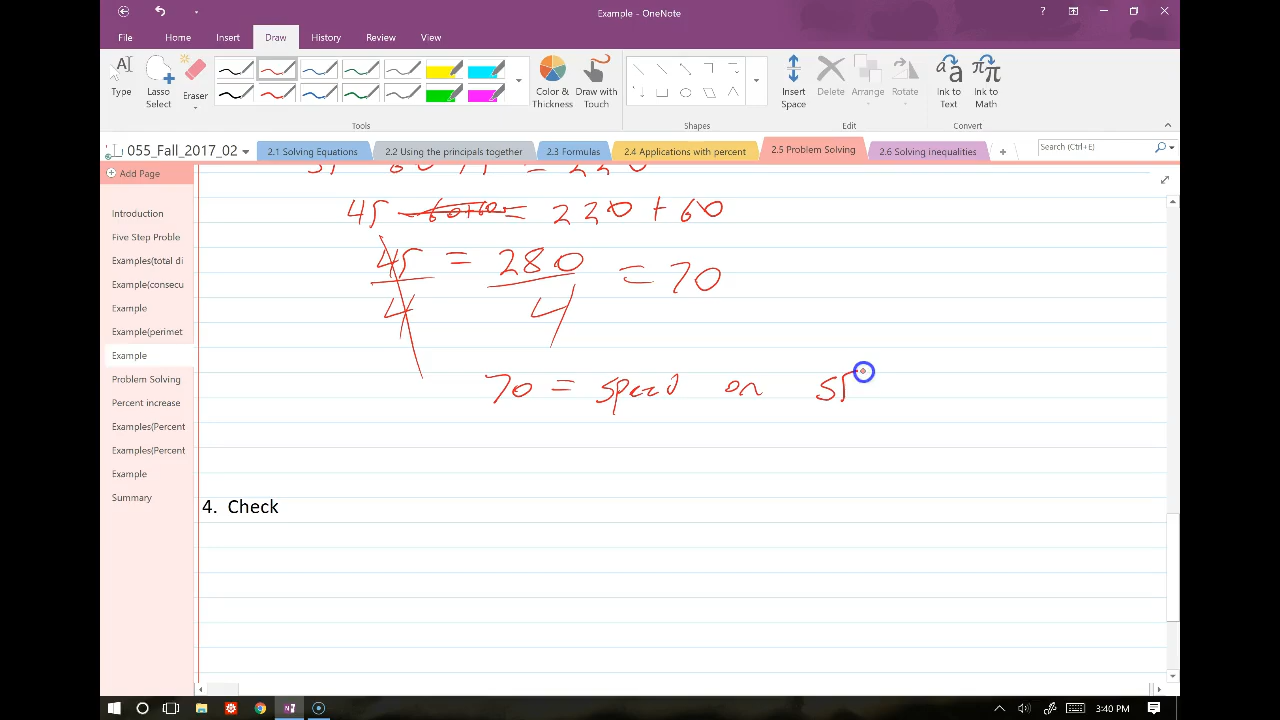 Example - OneNote
File Home Insert Draw History Review View
Type Lasso Select Eraser Color & Thickness Draw with Touch Insert Space Delete Arrange Rotate Ink to Text Ink to Math
Tools Shapes Edit Convert
055_Fall_2017_02 2.1 Solving Equations 2.2 Using the principals together 2.3 Formulas 2.4 Applications with percent 2.5 Problem Solving 2.6 Solving inequalities Search (Ctrl+E)
Add Page
Introduction
Five Step Proble
Examples(total di
Example(consecu
Example
Example(perimet
Example
Problem Solving
Percent increase
Examples(Percent
Examples(Percent
Example
Summary
= 220
4s - 60+60 = 220 + 60
4s = 280 = 70
4 4
70 = speed on
4. Check
3:40 PM